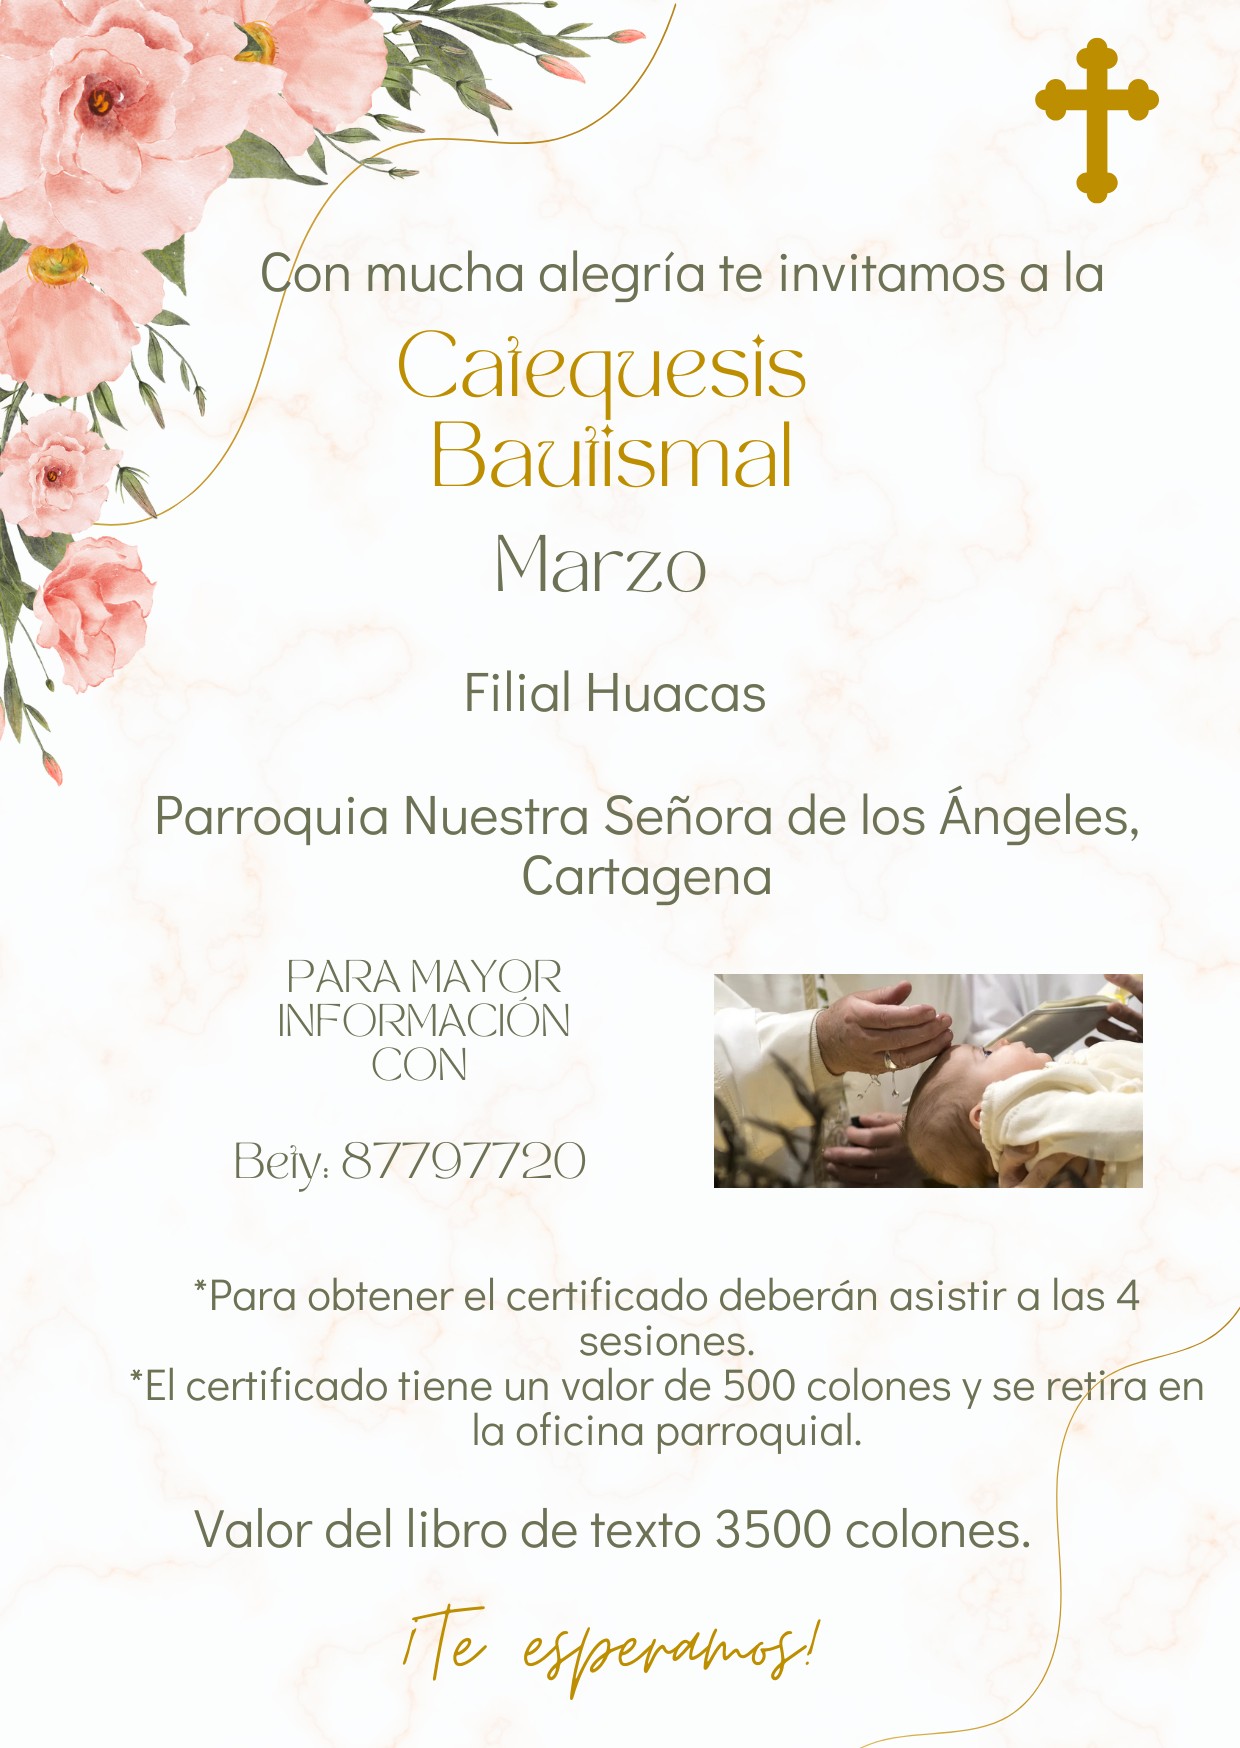 Con mucha alegría te invitamos a la
Catequesis
Bautismal
Marzo
Filial Huacas
Parroquia Nuestra Señora de los Ángeles,
Cartagena
PARA MAYOR
INFORMACIÓN
CON
Bety: 87797720
*Para obtener el certificado deberán asistir a las 4
sesiones.
*El certificado tiene un valor de 500 colones y se retira en
la oficina parroquial.
Valor del libro de texto 3500 colones.
¡Te esperamos!